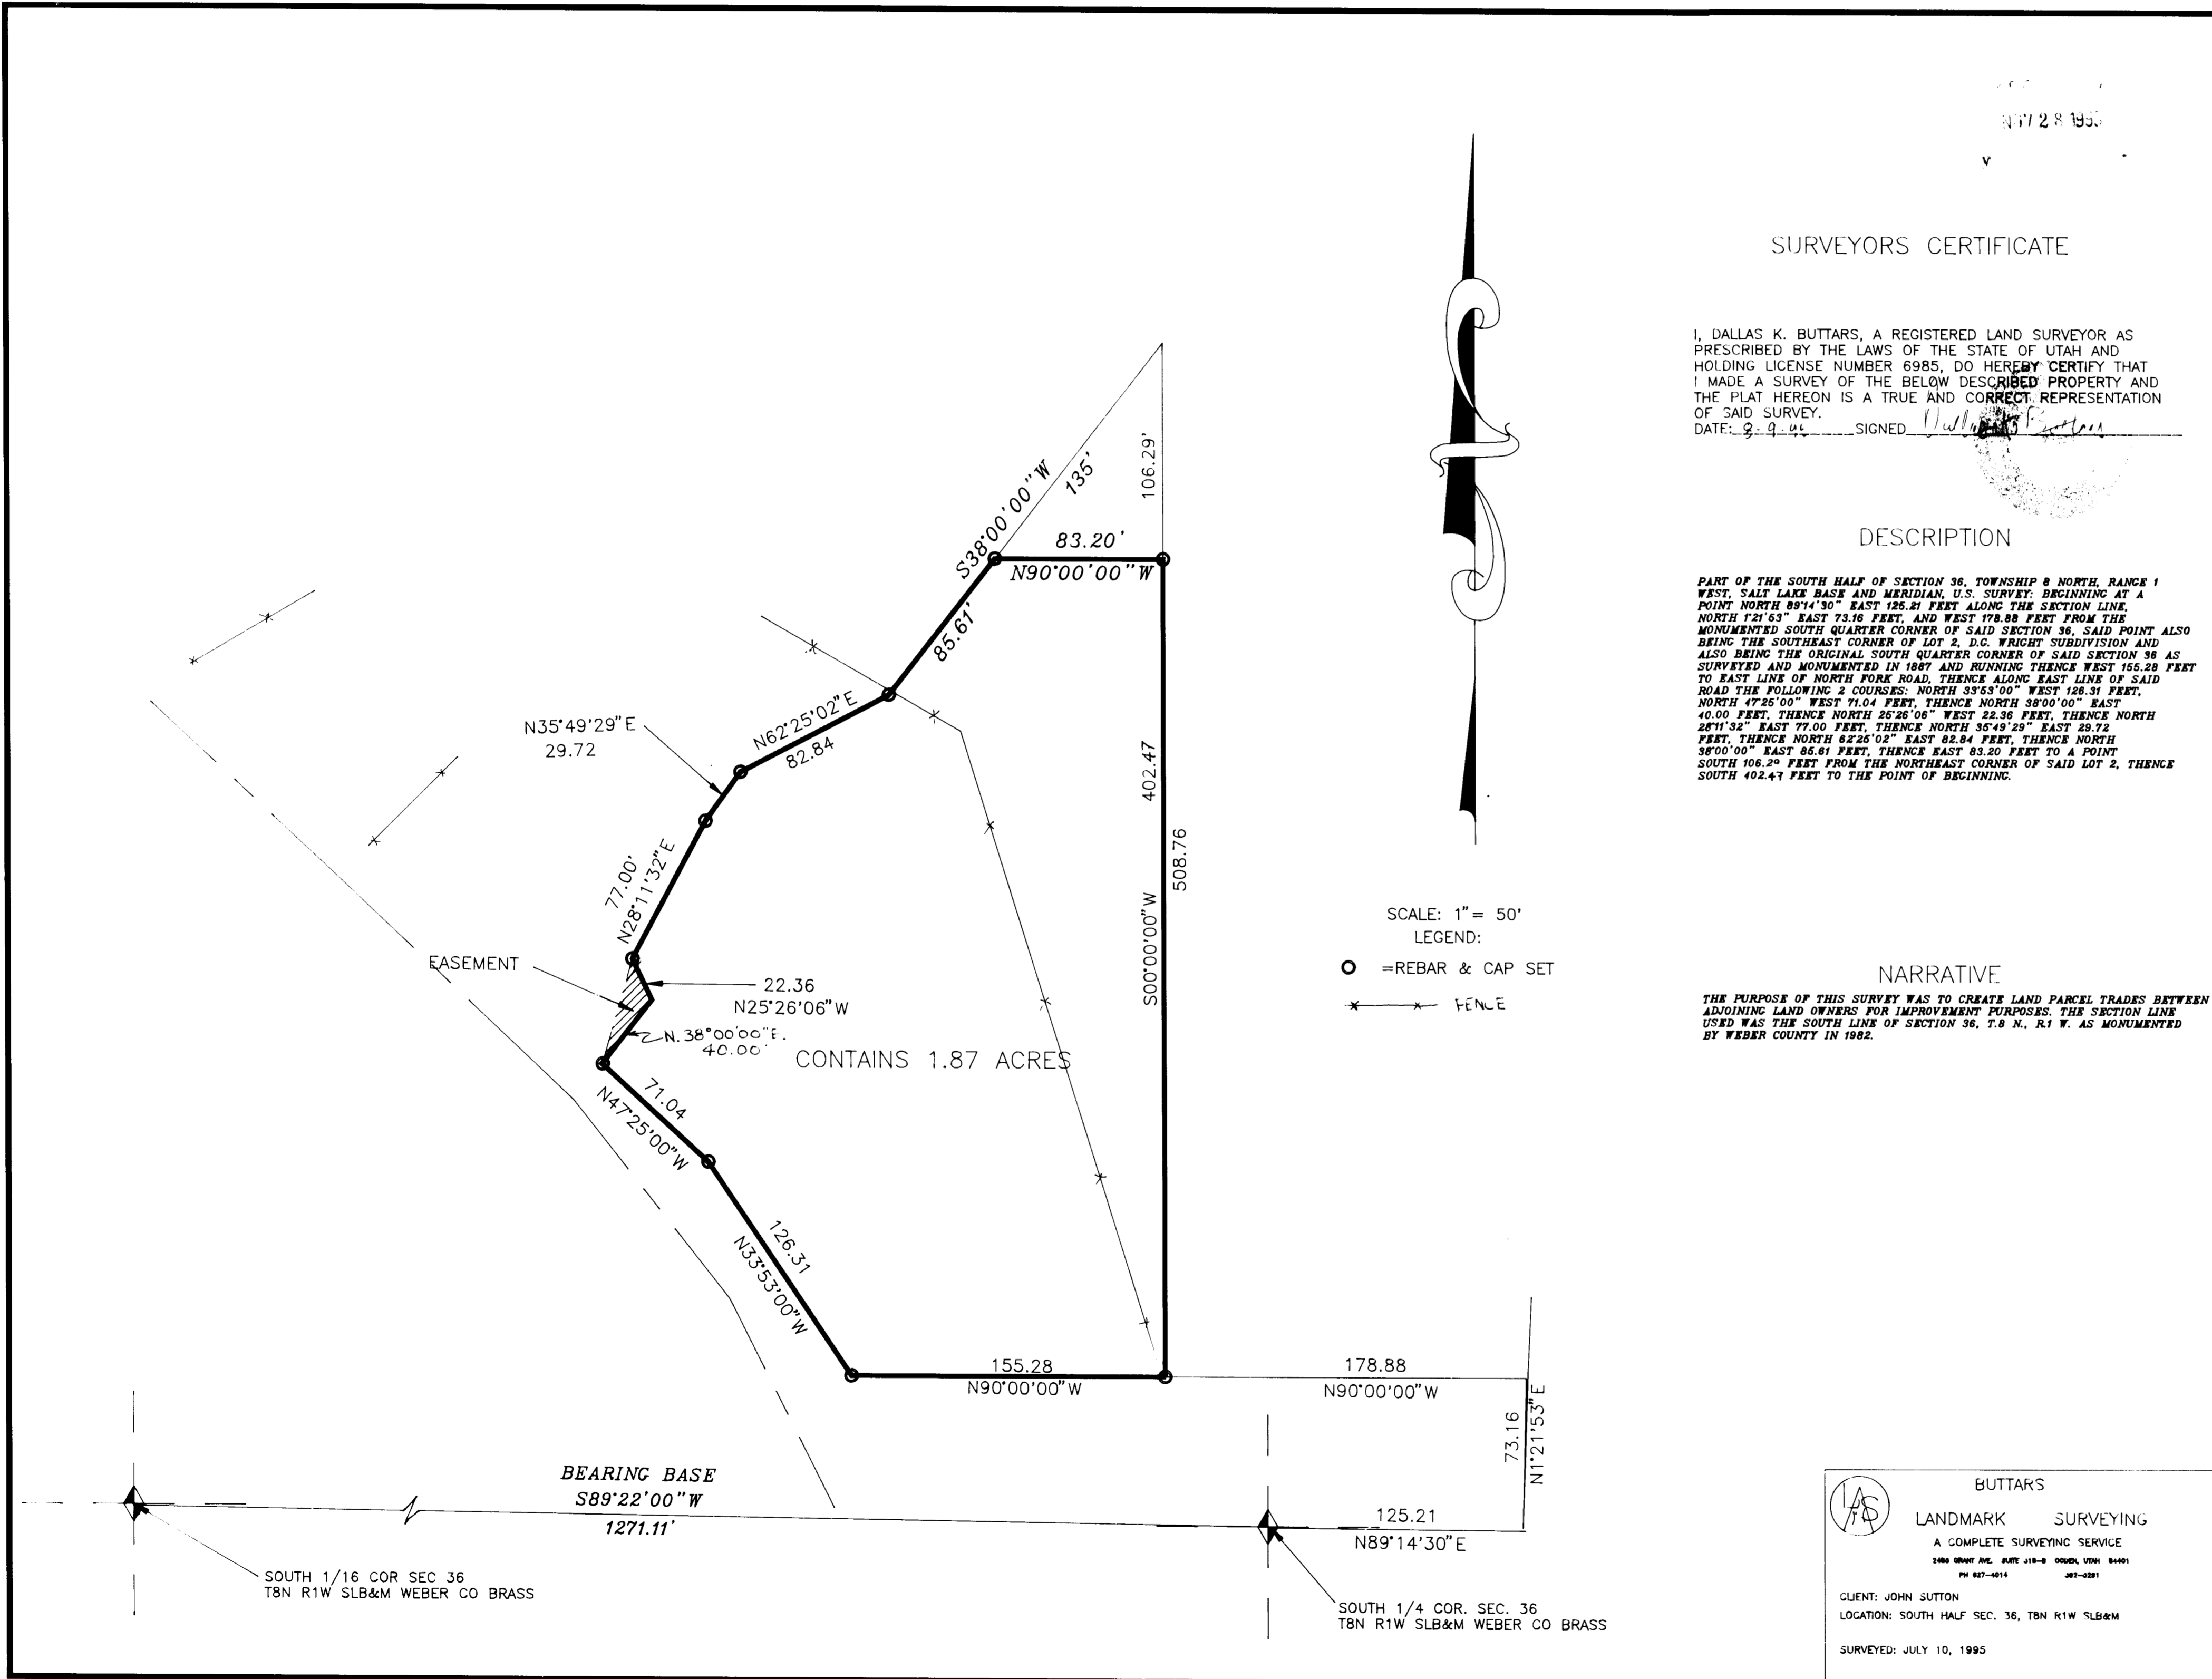 28 199
SURVEYORS CERTIFICATE
I, DALLAS K. BUTTARS, A REGISTERED LAND SURVEYOR AS
PRESCRIBED BY THE LAWS OF THE STATE OF UTAH AND
HOLDING LICENSE NUMBER 6985, DO HEREBY CERTIFY THAT
I MADE A SURVEY OF THE BELOW DESCRIBED PROPERTY AND
THE PLAT HEREON IS A TRUE AND CORRECT REPRESENTATION
OF SAID SURVEY.
DATE: SIGNED
DESCRIPTION
PART OF THE SOUTH HALF OF SECTION 36, TOWNSHIP 8 NORTH, RANGE 1
WEST, SALT LAKE BASE AND MERIDIAN, U.S. SURVEY: BEGINNING AT A
POINT NORTH 89°14'30" EAST 125.21 FEET ALONG THE SECTION LINE,
NORTH 1°21'53" EAST 73.16 FEET, AND WEST 178.88 FEET FROM THE
MONUMENTED SOUTH QUARTER CORNER OF SAID SECTION 36, SAID POINT ALSO
BEING THE SOUTHEAST CORNER OF LOT 2, D.C. WRIGHT SUBDIVISION AND
ALSO BEING THE ORIGINAL SOUTH QUARTER CORNER OF SAID SECTION 36 AS
SURVEYED AND MONUMENTED IN 1887 AND RUNNING THENCE WEST 155.28 FEET
TO EAST LINE OF NORTH FORK ROAD, THENCE ALONG EAST LINE OF SAID
ROAD THE FOLLOWING 2 COURSES: NORTH 33°53'00" WEST 126.31 FEET,
NORTH 47°25'00" WEST 71.04 FEET, THENCE NORTH 38°00'00" EAST
40.00 FEET, THENCE NORTH 25°26'06" WEST 22.36 FEET, THENCE NORTH
28°11'32" EAST 77.00 FEET, THENCE NORTH 35°49'29" EAST 29.72
FEET, THENCE NORTH 62°25'02" EAST 82.84 FEET, THENCE NORTH
38°00'00" EAST 85.61 FEET, THENCE EAST 83.20 FEET TO A POINT
SOUTH 106.29 FEET FROM THE NORTHEAST CORNER OF SAID LOT 2, THENCE
SOUTH 402.47 FEET TO THE POINT OF BEGINNING.
NARRATIVE
THE PURPOSE OF THIS SURVEY WAS TO CREATE LAND PARCEL TRADES BETWEEN
ADJOINING LAND OWNERS FOR IMPROVEMENT PURPOSES. THE SECTION LINE
USED WAS THE SOUTH LINE OF SECTION 36, T.8 N., R.1 W. AS MONUMENTED
BY WEBER COUNTY IN 1982.
S38°00'00"W
135'
106.29'
83.20'
N90°00'00"W
85.61'
N62°25'02"E
82.84
N35°49'29"E
29.72
77.00'
N28°11'32"E
EASEMENT
22.36
N25°26'06"W
N.38°00'00"E.
40.00'
CONTAINS 1.87 ACRES
71.04
N47°25'00"W
126.31
N33°53'00"W
402.47
508.76
S00°00'00"W
SCALE: 1"= 50'
LEGEND:
=REBAR & CAP SET
FENCE
155.28
N90°00'00"W
178.88
N90°00'00"W
73.16
N1°21'53"E
BEARING BASE
S89°22'00"W
1271.11'
125.21
N89°14'30"E
SOUTH 1/16 COR SEC 36
T8N R1W SLB&M WEBER CO BRASS
SOUTH 1/4 COR. SEC. 36
T8N R1W SLB&M WEBER CO BRASS
BUTTARS
LANDMARK SURVEYING
A COMPLETE SURVEYING SERVICE
2486 GRANT AVE. SUITE 31B-B OGDEN, UTAH 84401
PH 627-4014 392-3291
CLIENT: JOHN SUTTON
LOCATION: SOUTH HALF SEC. 36, T8N R1W SLB&M
SURVEYED: JULY 10, 1995